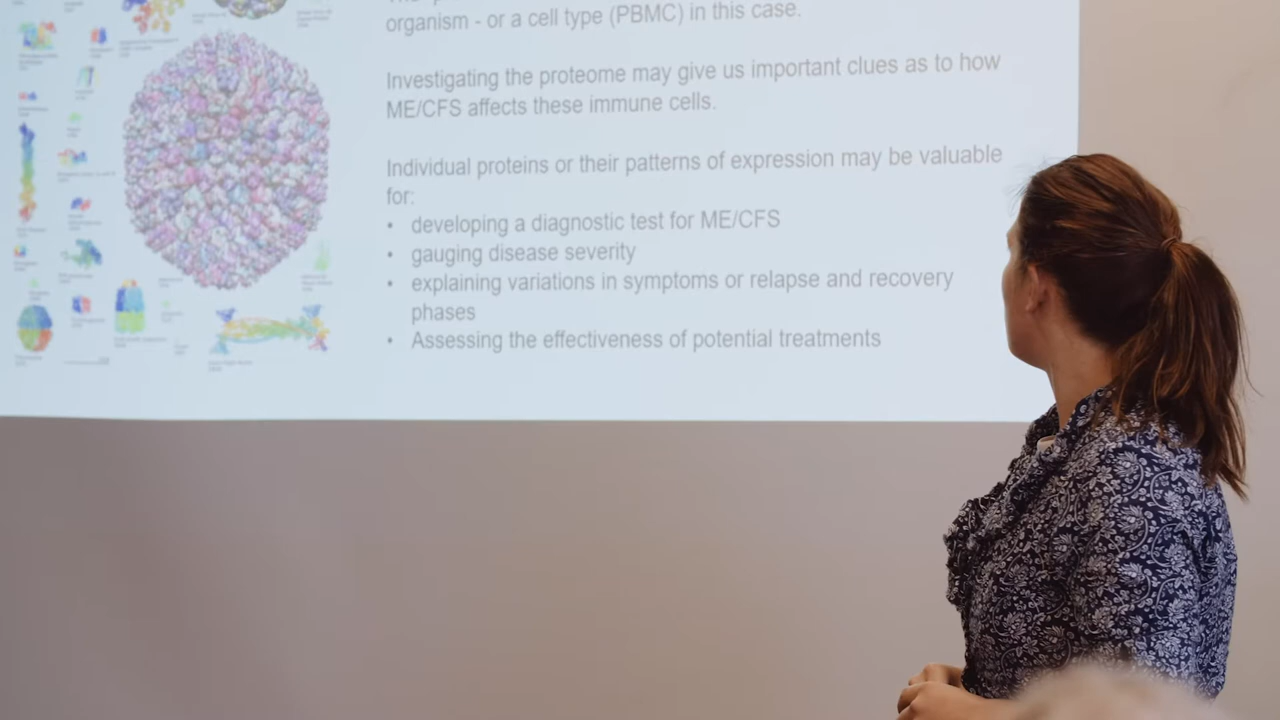 organism - or a cell type (PBMC) in this case.
Investigating the proteome may give us important clues as to how
ME/CFS affects these immune cells.
Individual proteins or their patterns of expression may be valuable
for:
• developing a diagnostic test for ME/CFS
• gauging disease severity
• explaining variations in symptoms or relapse and recovery
phases
• Assessing the effectiveness of potential treatments